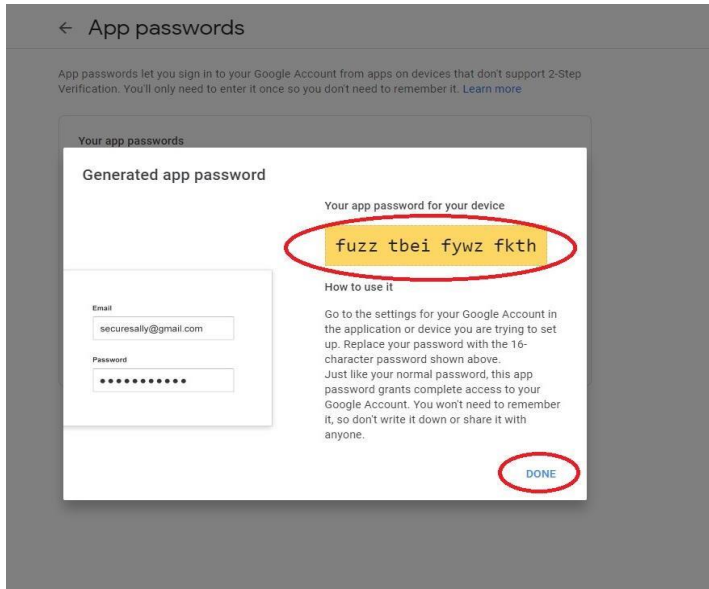 ← App passwords
App passwords let you sign in to your Google Account from apps on devices that don't support 2-Step
Verification. You'll only need to enter it once so you don't need to remember it. Learn more
Your app passwords
Generated app password
Your app password for your device
fuzz tbei fywz fkth
How to use it
Go to the settings for your Google Account in
the application or device you are trying to set
up. Replace your password with the 16-
character password shown above.
Just like your normal password, this app
password grants complete access to your
Google Account. You won't need to remember
it, so don't write it down or share it with
anyone.
Email
securesally@gmail.com
Password
•••••••••••
DONE